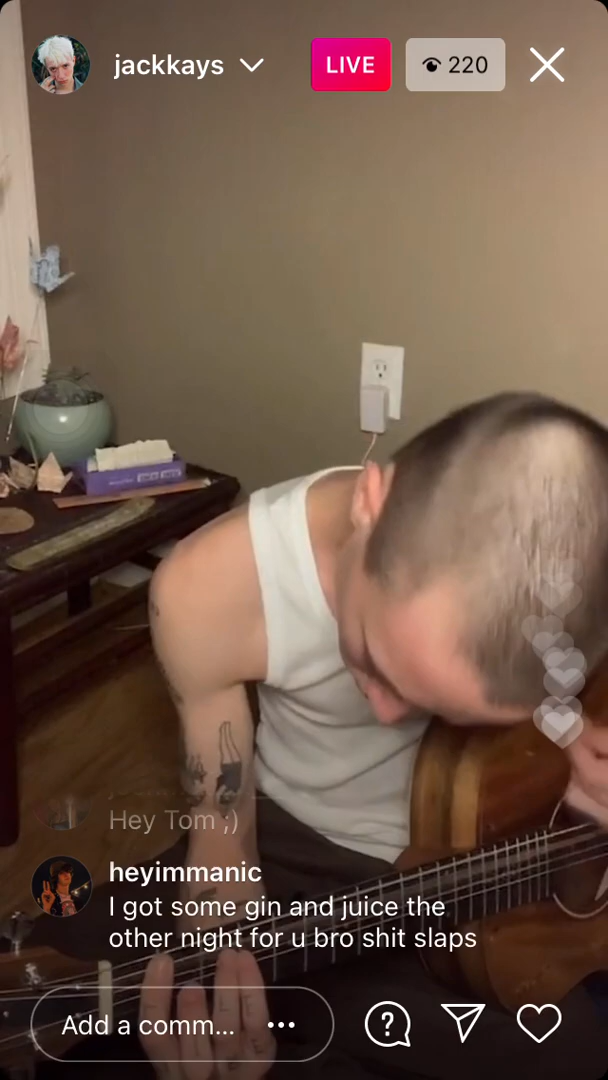 jackkays
LIVE
220
Hey Tom ;)
heyimmanic
I got some gin and juice the
other night for u bro shit slaps
Add a comm...